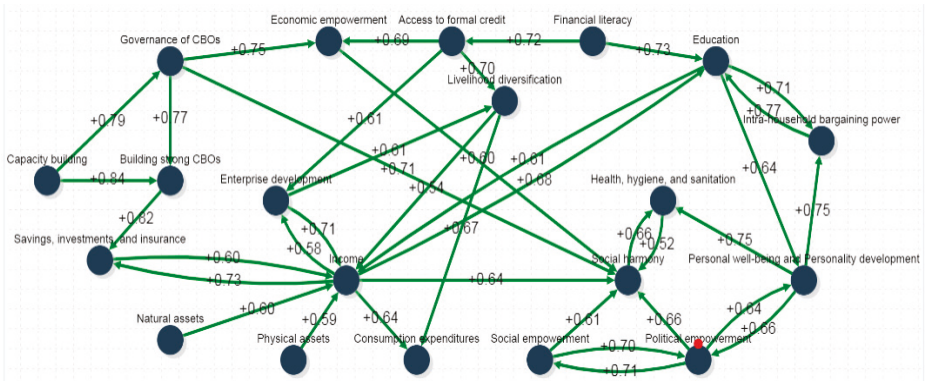 Economic empowerment
Access to formal credit
Financial literacy
Governance of CBOs
Education
+0.75
+0.69
+0.72
+0.73
+0.70
Livelihood diversification
+0.71
+0.77
Intra-household bargaining power
+0.79
+0.77
+0.61
Capacity building
Building strong CBOs
+0.84
Enterprise development
+0.61
+0.71
+0.60
+0.54
+0.61
+0.68
+0.64
Health, hygiene, and sanitation
+0.82
+0.71
+0.58
+0.67
+0.75
+0.75
Savings, investments, and insurance
+0.66
+0.52
+0.60
+0.73
Income
+0.64
Social harmony
Personal well-being and Personality development
Natural assets
+0.60
Physical assets
+0.59
+0.64
Consumption expenditures
Social empowerment
+0.61
+0.66
Political empowerment
+0.64
+0.66
+0.70
+0.71